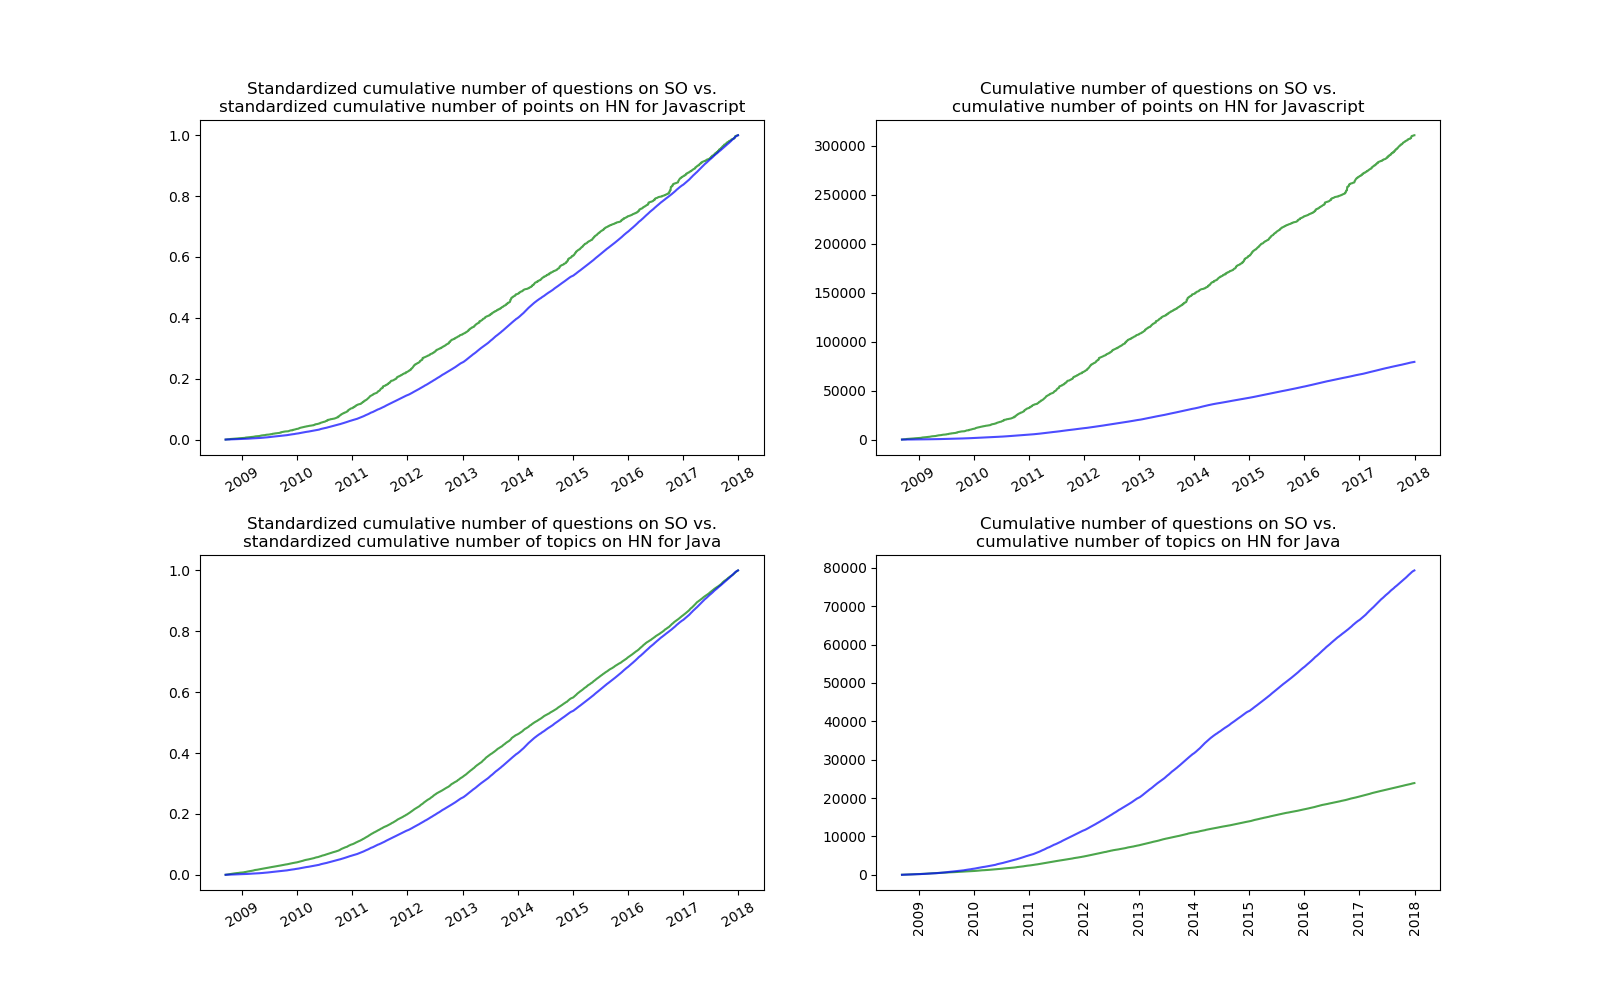 Standardized cumulative number of questions on SO vs.
standardized cumulative number of points on HN for Javascript
1.0
0.8
0.6
0.4
0.2
0.0
2009 2010 2011 2012 2013 2014 2015 2016 2017 2018
Cumulative number of questions on SO vs.
cumulative number of points on HN for Javascript
300000
250000
200000
150000
100000
50000
0
2009 2010 2011 2012 2013 2014 2015 2016 2017 2018
Standardized cumulative number of questions on SO vs.
standardized cumulative number of topics on HN for Java
1.0
0.8
0.6
0.4
0.2
0.0
2009 2010 2011 2012 2013 2014 2015 2016 2017 2018
Cumulative number of questions on SO vs.
cumulative number of topics on HN for Java
80000
70000
60000
50000
40000
30000
20000
10000
0
2009 2010 2011 2012 2013 2014 2015 2016 2017 2018